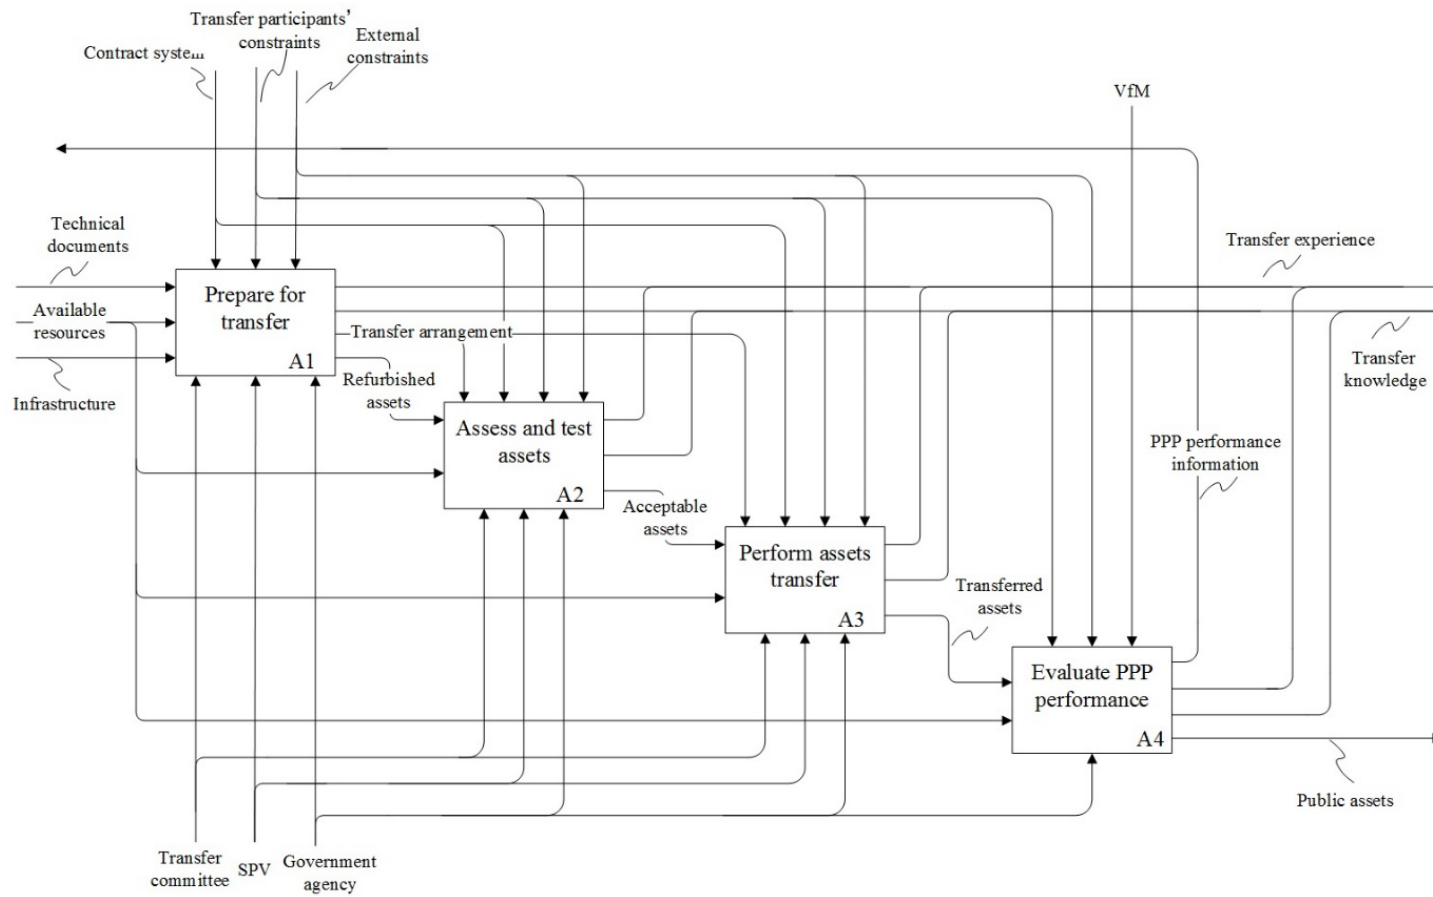 Transfer participants’
constraints
External
constraints
Contract system
VfM
Technical
documents
Transfer experience
Prepare for
transfer
A1
Available
resources
Transfer arrangement
Transfer
knowledge
Infrastructure
Refurbished
assets
Assess and test
assets
A2
PPP performance
information
Acceptable
assets
Perform assets
transfer
A3
Transferred
assets
Evaluate PPP
performance
A4
Public assets
Transfer
committee
SPV
Government
agency